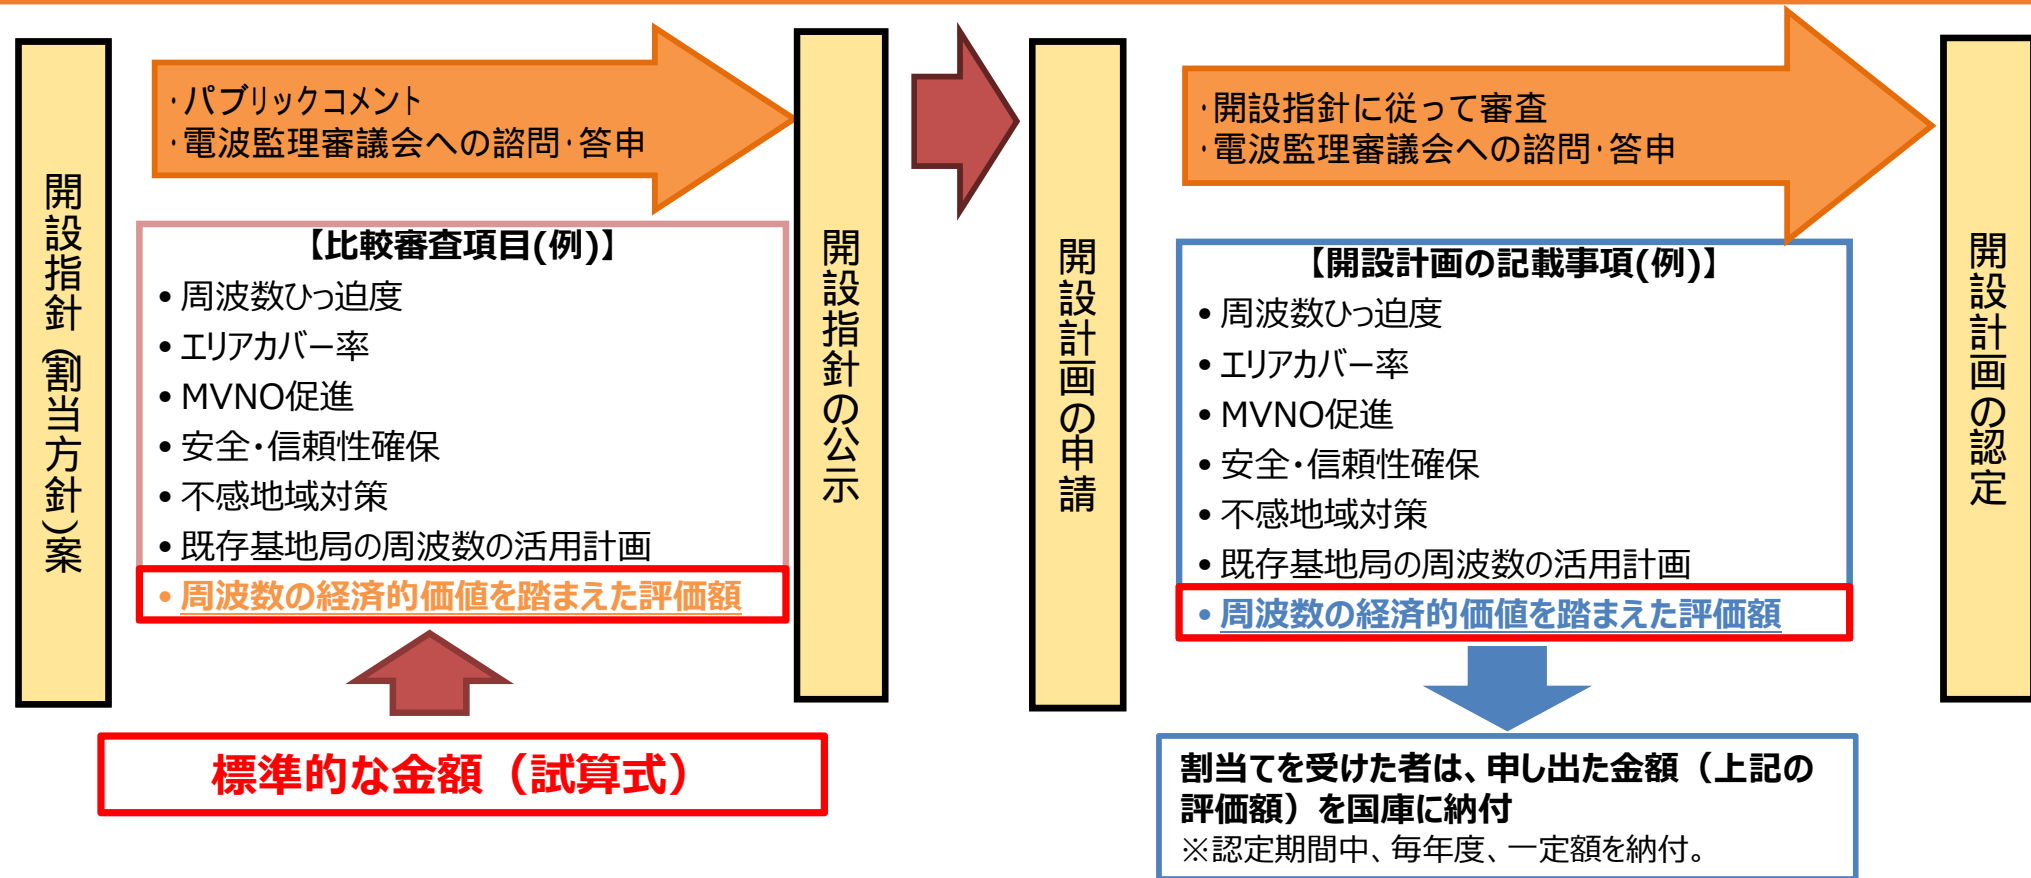 開設指針(割当方針)案
・パブリックコメント
・電波監理審議会への諮問・答申
【比較審査項目(例)】
• 周波数ひっ迫度
• エリアカバー率
• MVNO促進
• 安全・信頼性確保
• 不感地域対策
• 既存基地局の周波数の活用計画
• 周波数の経済的価値を踏まえた評価額
標準的な金額（試算式）
開設指針の公示
開設計画の申請
・開設指針に従って審査
・電波監理審議会への諮問・答申
【開設計画の記載事項(例)】
• 周波数ひっ迫度
• エリアカバー率
• MVNO促進
• 安全・信頼性確保
• 不感地域対策
• 既存基地局の周波数の活用計画
• 周波数の経済的価値を踏まえた評価額
割当てを受けた者は、申し出た金額（上記の
評価額）を国庫に納付
※認定期間中、毎年度、一定額を納付。
開設計画の認定